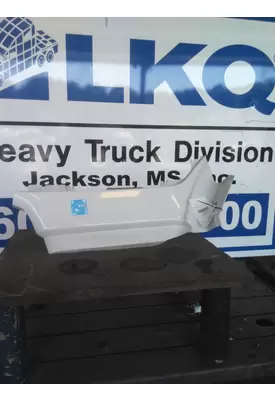 LKQ
eavy Truck Division
Jackson, MS
00